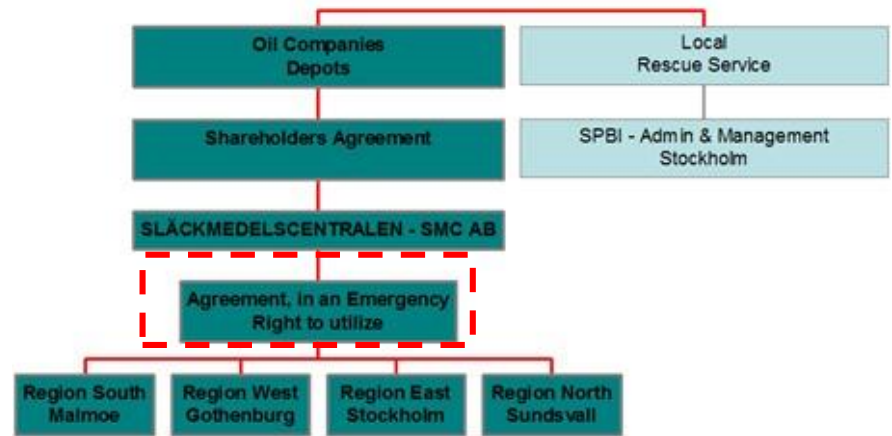 Oil Companies
Depots
Local
Rescue Service
Shareholders Agreement
SPBI - Admin & Management
Stockholm
SLÄCKMEDELSCENTRALEN - SMC AB
Agreement, in an Emergency
Right to utilize
Region South
Malmoe
Region West
Gothenburg
Region East
Stockholm
Region North
Sundsvall